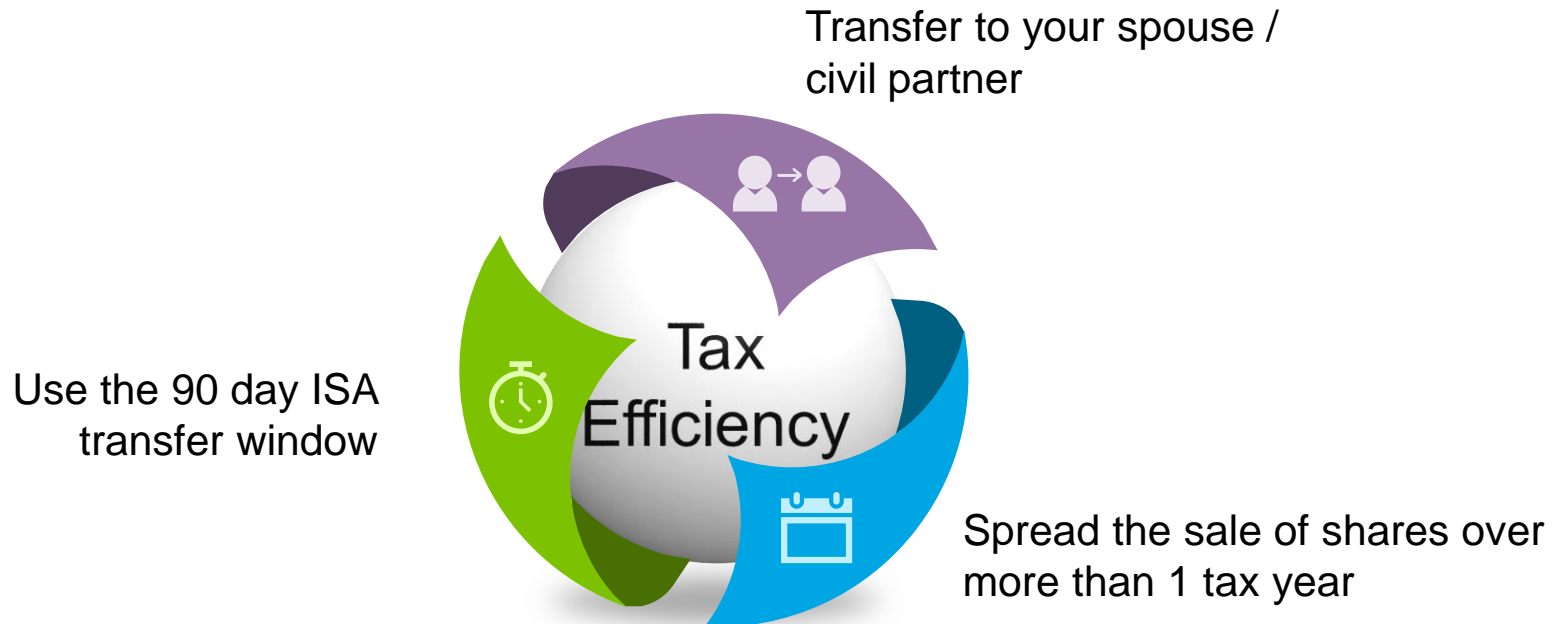 Transfer to your spouse /
civil partner
Tax
Efficiency
Use the 90 day ISA
transfer window
Spread the sale of shares over
more than 1 tax year